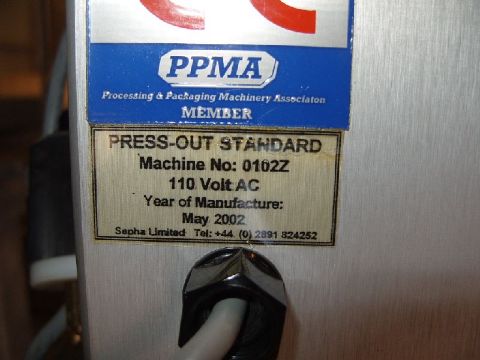 CE
PPMA
Processing & Packaging Machinery Associaton
MEMBER
PRESS-OUT STANDARD
Machine No: 0102Z
110 Volt AC
Year of Manufacture:
May 2002
Sepha Limited Tel: +44 (0) 2891 824252